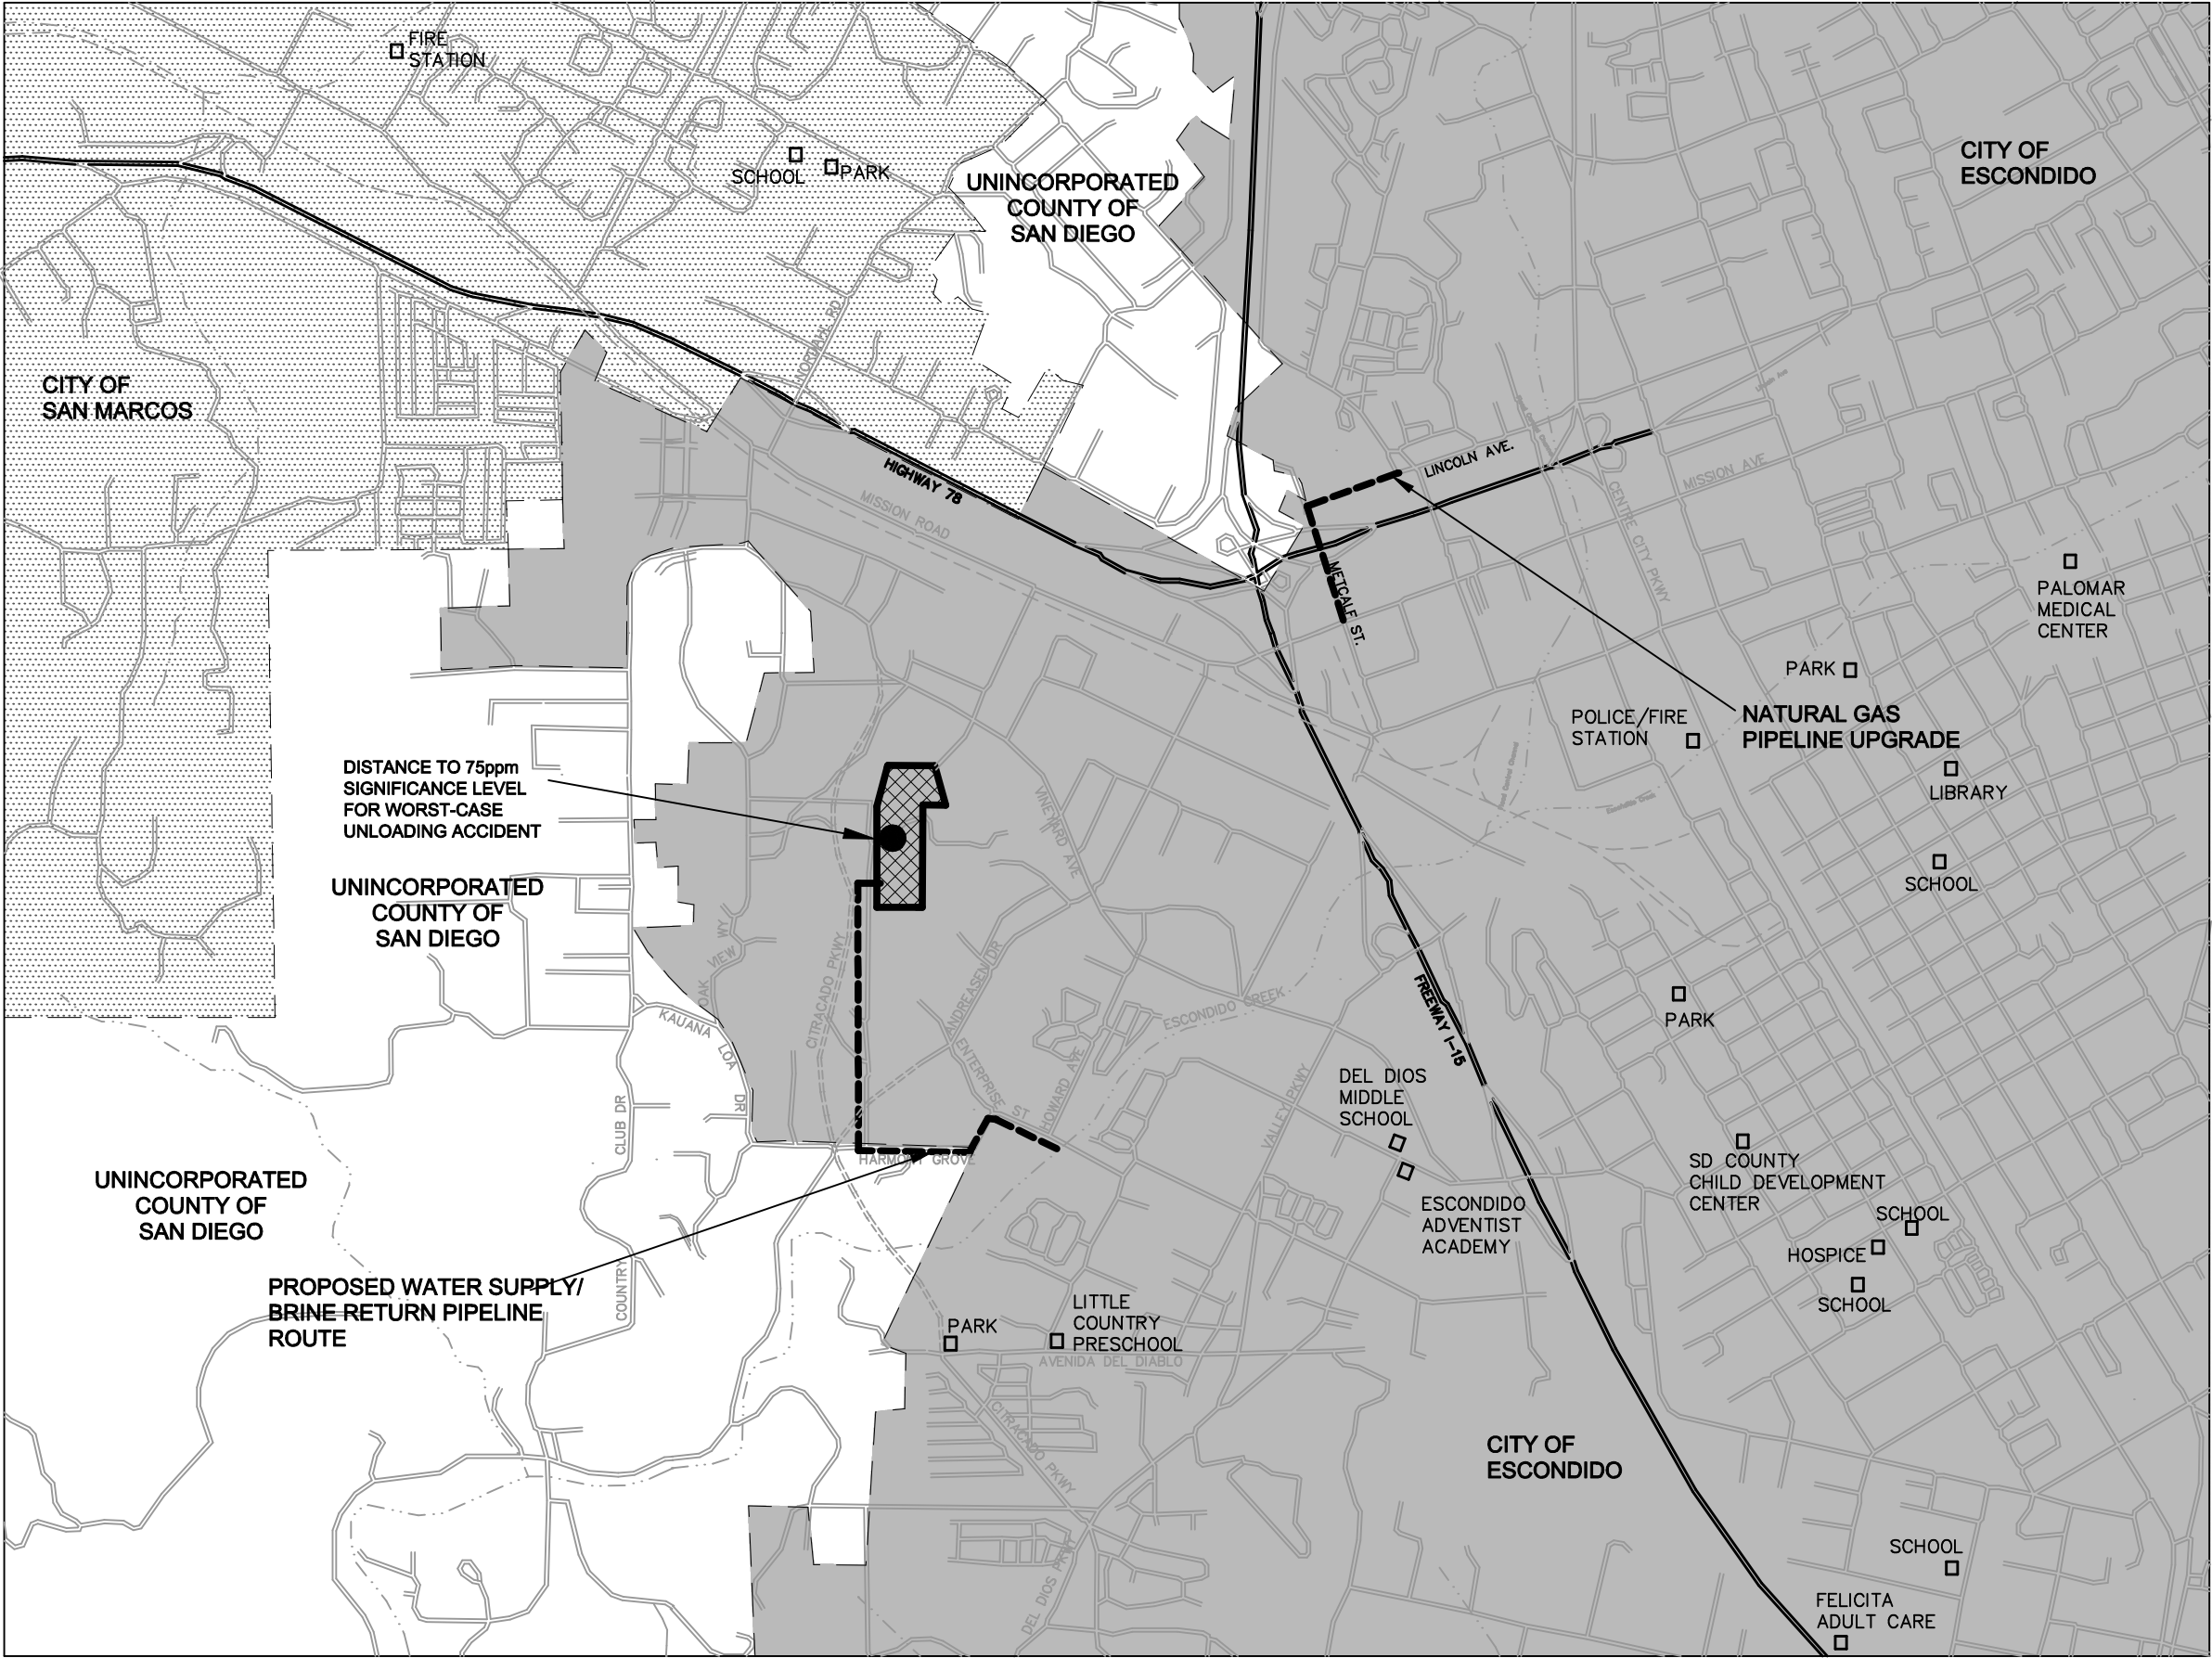 FIRE
STATION
SCHOOL
PARK
UNINCORPORATED
COUNTY OF
SAN DIEGO
CITY OF
ESCONDIDO
NORDAHL RD
CITY OF
SAN MARCOS
HIGHWAY 78
MISSION ROAD
LINCOLN AVE.
Lincoln Ave
MISSION AVE
CENTRE CITY PKWY
METCALF ST.
PALOMAR
MEDICAL
CENTER
PARK
POLICE/FIRE
STATION
NATURAL GAS
PIPELINE UPGRADE
LIBRARY
SCHOOL
DISTANCE TO 75ppm
SIGNIFICANCE LEVEL
FOR WORST-CASE
UNLOADING ACCIDENT
VINEYARD AVE
UNINCORPORATED
COUNTY OF
SAN DIEGO
OAK VIEW WY
CITRACADO PKWY
ANDREASEN DR
KAUANA LOA DR
ENTERPRISE ST
HOWARD AVE
ESCONDIDO CREEK
FREEWAY I-15
PARK
DEL DIOS
MIDDLE
SCHOOL
VALLEY PKWY
COUNTRY CLUB DR
HARMONY GROVE
ESCONDIDO
ADVENTIST
ACADEMY
SD COUNTY
CHILD DEVELOPMENT
CENTER
SCHOOL
HOSPICE
SCHOOL
UNINCORPORATED
COUNTY OF
SAN DIEGO
PROPOSED WATER SUPPLY/
BRINE RETURN PIPELINE
ROUTE
PARK
LITTLE
COUNTRY
PRESCHOOL
AVENIDA DEL DIABLO
CITRACADO PKWY
CITY OF
ESCONDIDO
DEL DIOS PKWY
SCHOOL
FELICITA
ADULT CARE